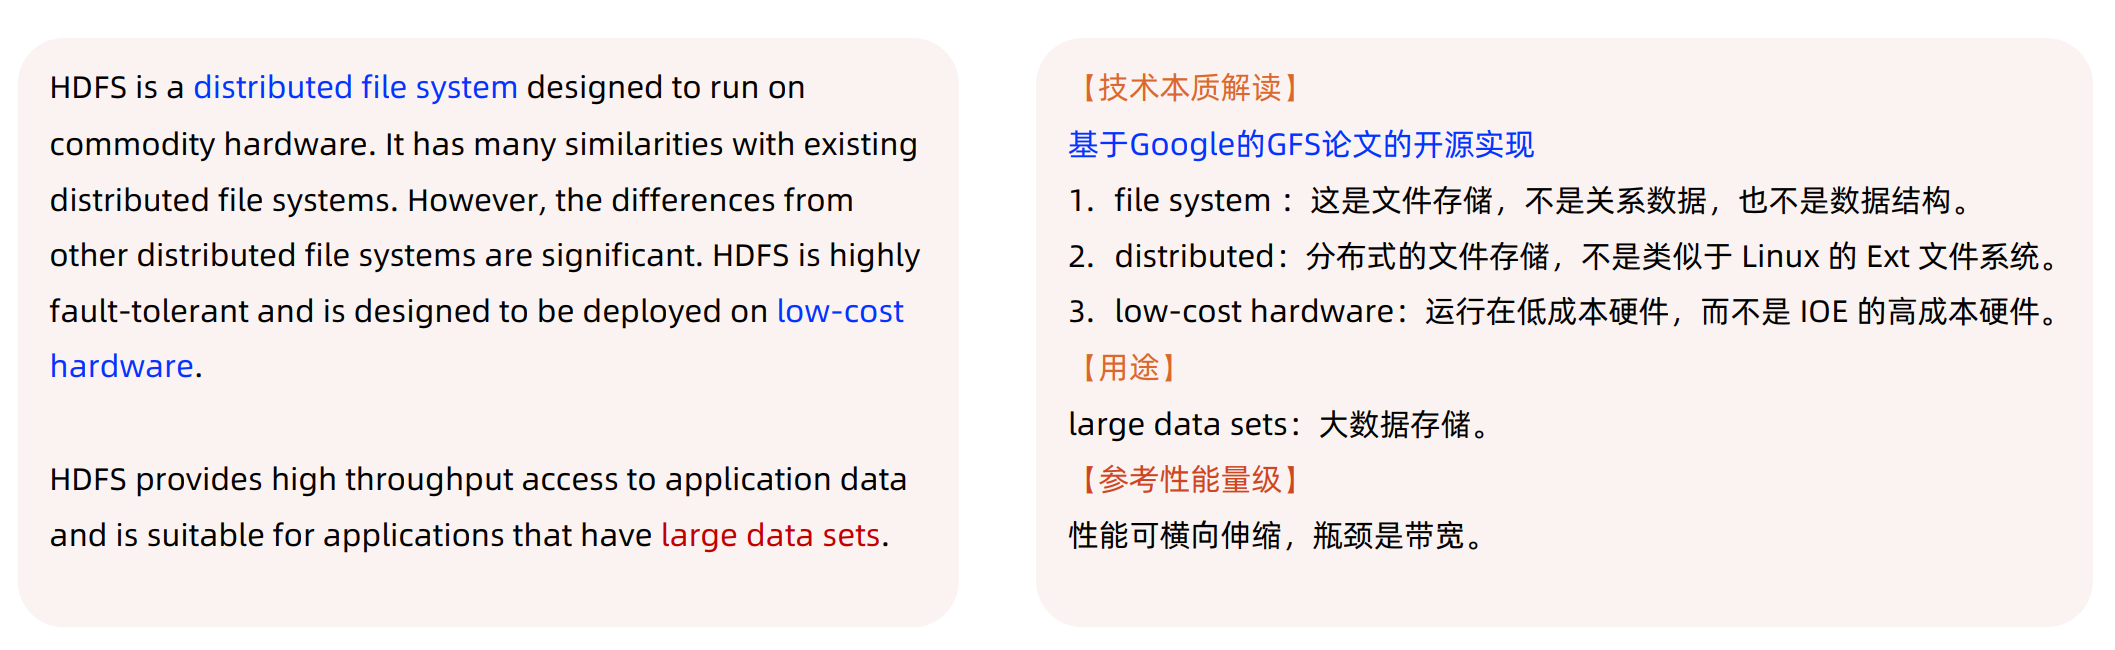 HDFS is a distributed file system designed to run on
commodity hardware. It has many similarities with existing
distributed file systems. However, the differences from
other distributed file systems are significant. HDFS is highly
fault-tolerant and is designed to be deployed on low-cost
hardware.
HDFS provides high throughput access to application data
and is suitable for applications that have large data sets.
【技术本质解读】
基于Google的GFS论文的开源实现
1. file system ：这是文件存储，不是关系数据，也不是数据结构。
2. distributed：分布式的文件存储，不是类似于 Linux 的 Ext 文件系统。
3. low-cost hardware：运行在低成本硬件，而不是 IOE 的高成本硬件。
【用途】
large data sets：大数据存储。
【参考性能量级】
性能可横向伸缩，瓶颈是带宽。